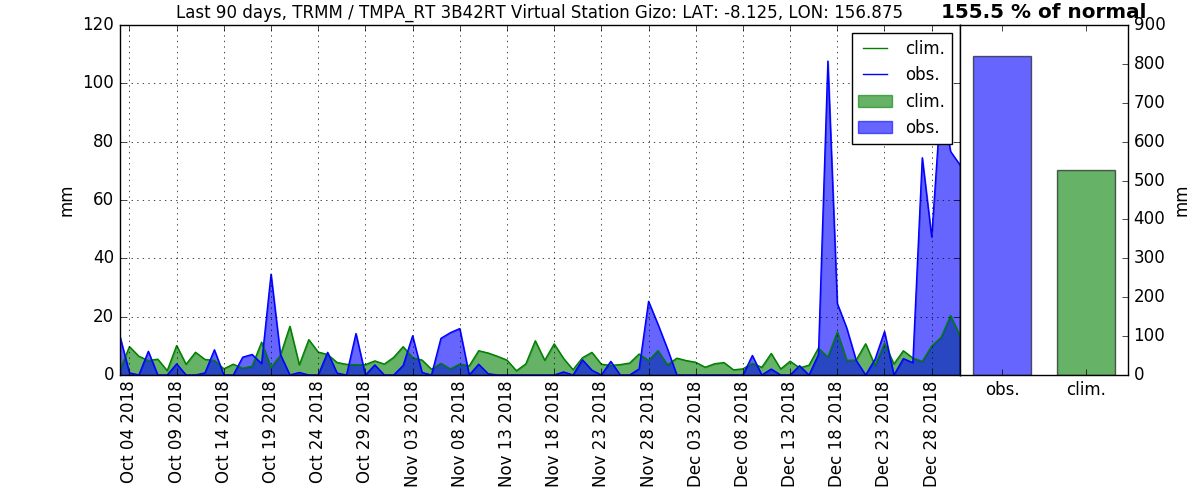 Last 90 days, TRMM / TMPA_RT 3B42RT Virtual Station Gizo: LAT: -8.125, LON: 156.875
155.5 % of normal
120
100
80
60
40
20
0
mm
clim.
obs.
clim.
obs.
900
800
700
600
500
400
300
200
100
0
mm
obs.
clim.
Oct 04 2018
Oct 09 2018
Oct 14 2018
Oct 19 2018
Oct 24 2018
Oct 29 2018
Nov 03 2018
Nov 08 2018
Nov 13 2018
Nov 18 2018
Nov 23 2018
Nov 28 2018
Dec 03 2018
Dec 08 2018
Dec 13 2018
Dec 18 2018
Dec 23 2018
Dec 28 2018